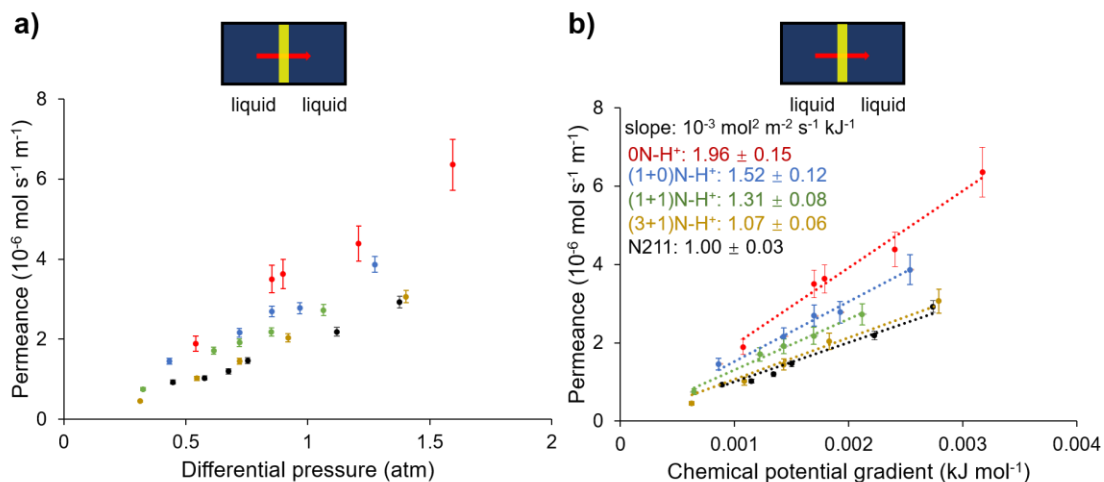 a)
liquid liquid
Permeance (10⁻⁶ mol s⁻¹ m⁻¹)
8
6
4
2
0
0 0.5 1 1.5 2
Differential pressure (atm)
b)
liquid liquid
slope: 10⁻³ mol² m⁻² s⁻¹ kJ⁻¹
0N-H⁺: 1.96 ± 0.15
(1+0)N-H⁺: 1.52 ± 0.12
(1+1)N-H⁺: 1.31 ± 0.08
(3+1)N-H⁺: 1.07 ± 0.06
N211: 1.00 ± 0.03
Permeance (10⁻⁶ mol s⁻¹ m⁻¹)
8
6
4
2
0
0 0.001 0.002 0.003 0.004
Chemical potential gradient (kJ mol⁻¹)